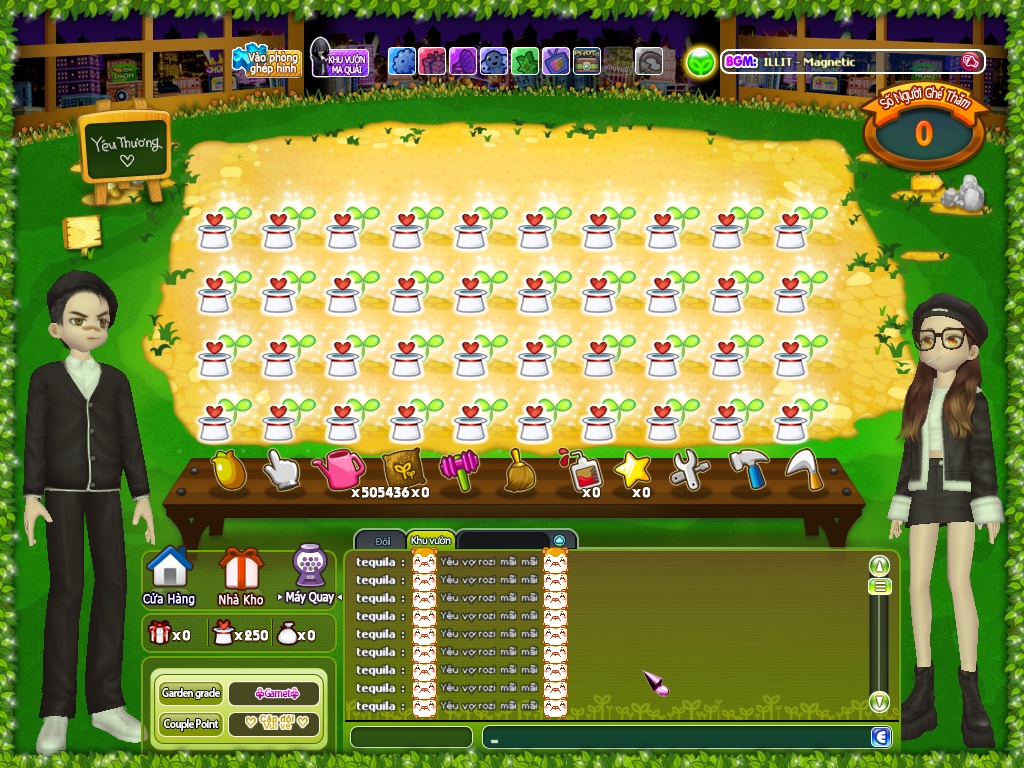 Vào phòng ghép hình
KHU VƯỜN MA QUÁI
PHOTO
BGM: ILLIT - Magnetic
Số Người Ghé Thăm
0
Yêu Thương
x505436
x0
x0
x0
Đôi
Khu vườn
Cửa Hàng
Nhà Kho
Máy Quay
x0
x250
x0
Garden grade
Garnet
Couple Point
tequila : Yêu vợ rozi mãi mãi
tequila : Yêu vợ rozi mãi mãi
tequila : Yêu vợ rozi mãi mãi
tequila : Yêu vợ rozi mãi mãi
tequila : Yêu vợ rozi mãi mãi
tequila : Yêu vợ rozi mãi mãi
tequila : Yêu vợ rozi mãi mãi
tequila : Yêu vợ rozi mãi mãi
tequila : Yêu vợ rozi mãi mãi